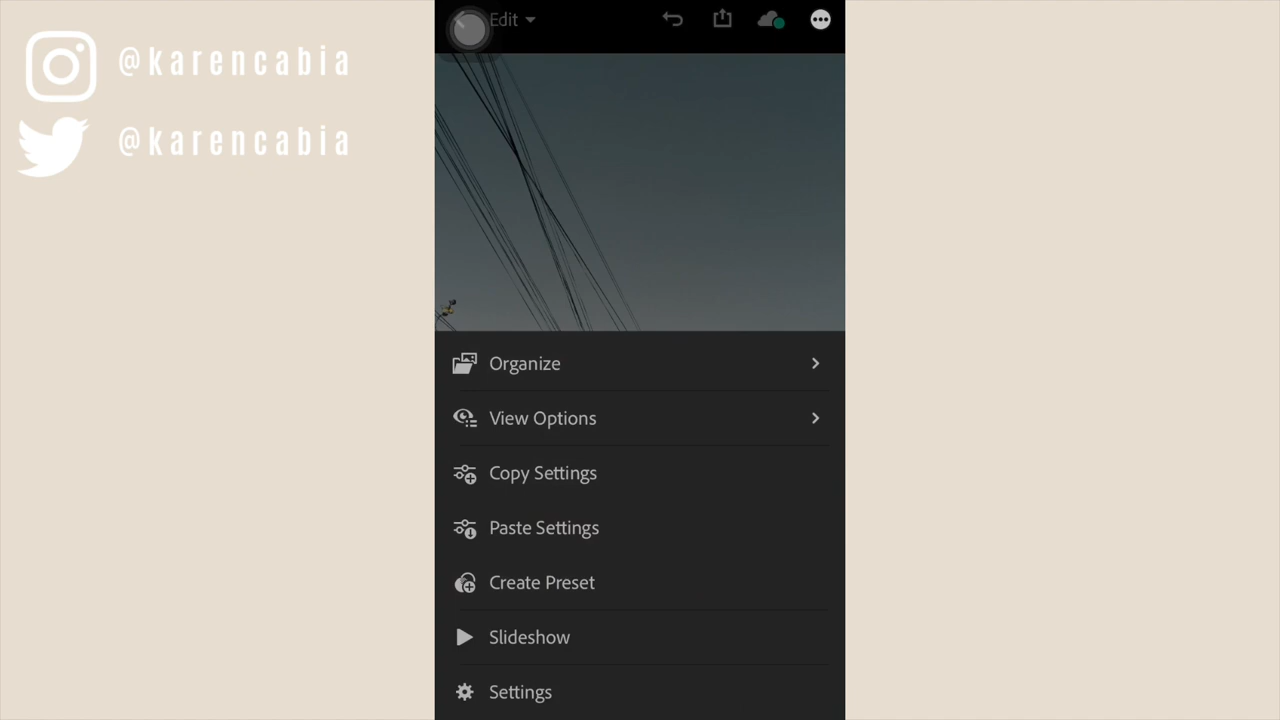 @karencabia
@karencabia
Edit
Organize
View Options
Copy Settings
Paste Settings
Create Preset
Slideshow
Settings